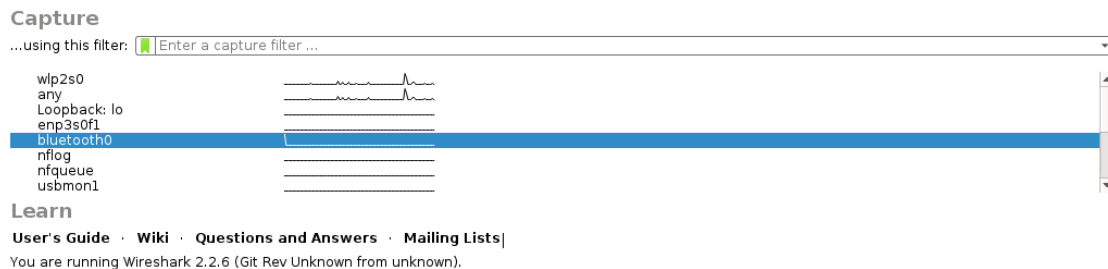 Capture
...using this filter: Enter a capture filter ...
wlp2s0
any
Loopback: lo
enp3s0f1
bluetooth0
nflog
nfqueue
usbmon1
Learn
User's Guide · Wiki · Questions and Answers · Mailing Lists
You are running Wireshark 2.2.6 (Git Rev Unknown from unknown).